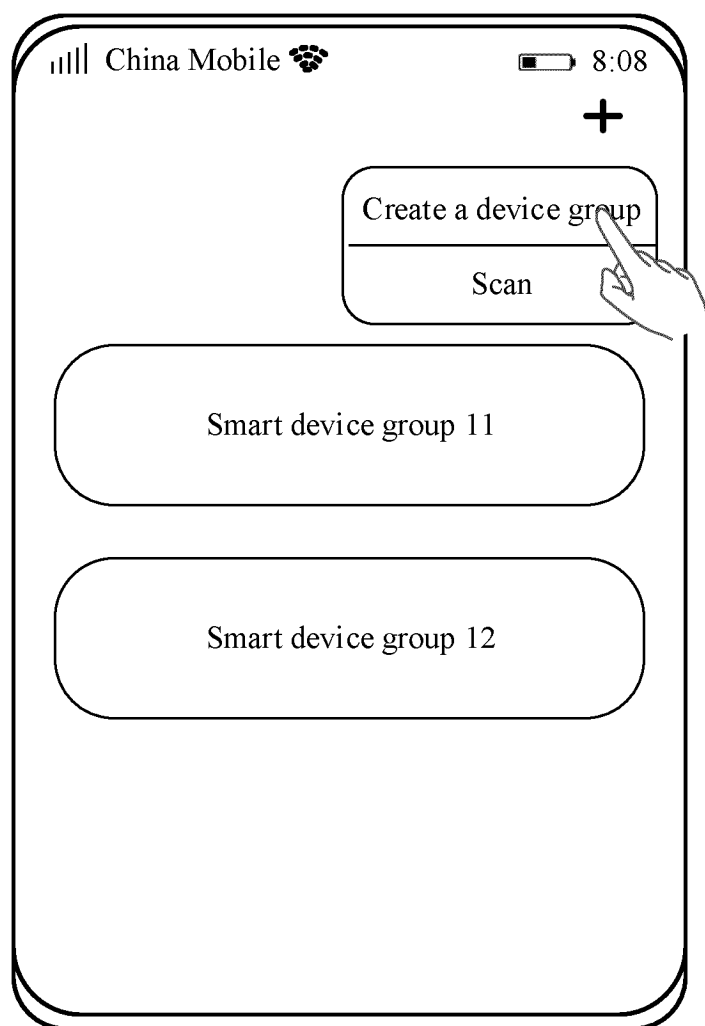 China Mobile 8:08
+
Create a device group
Scan
Smart device group 11
Smart device group 12